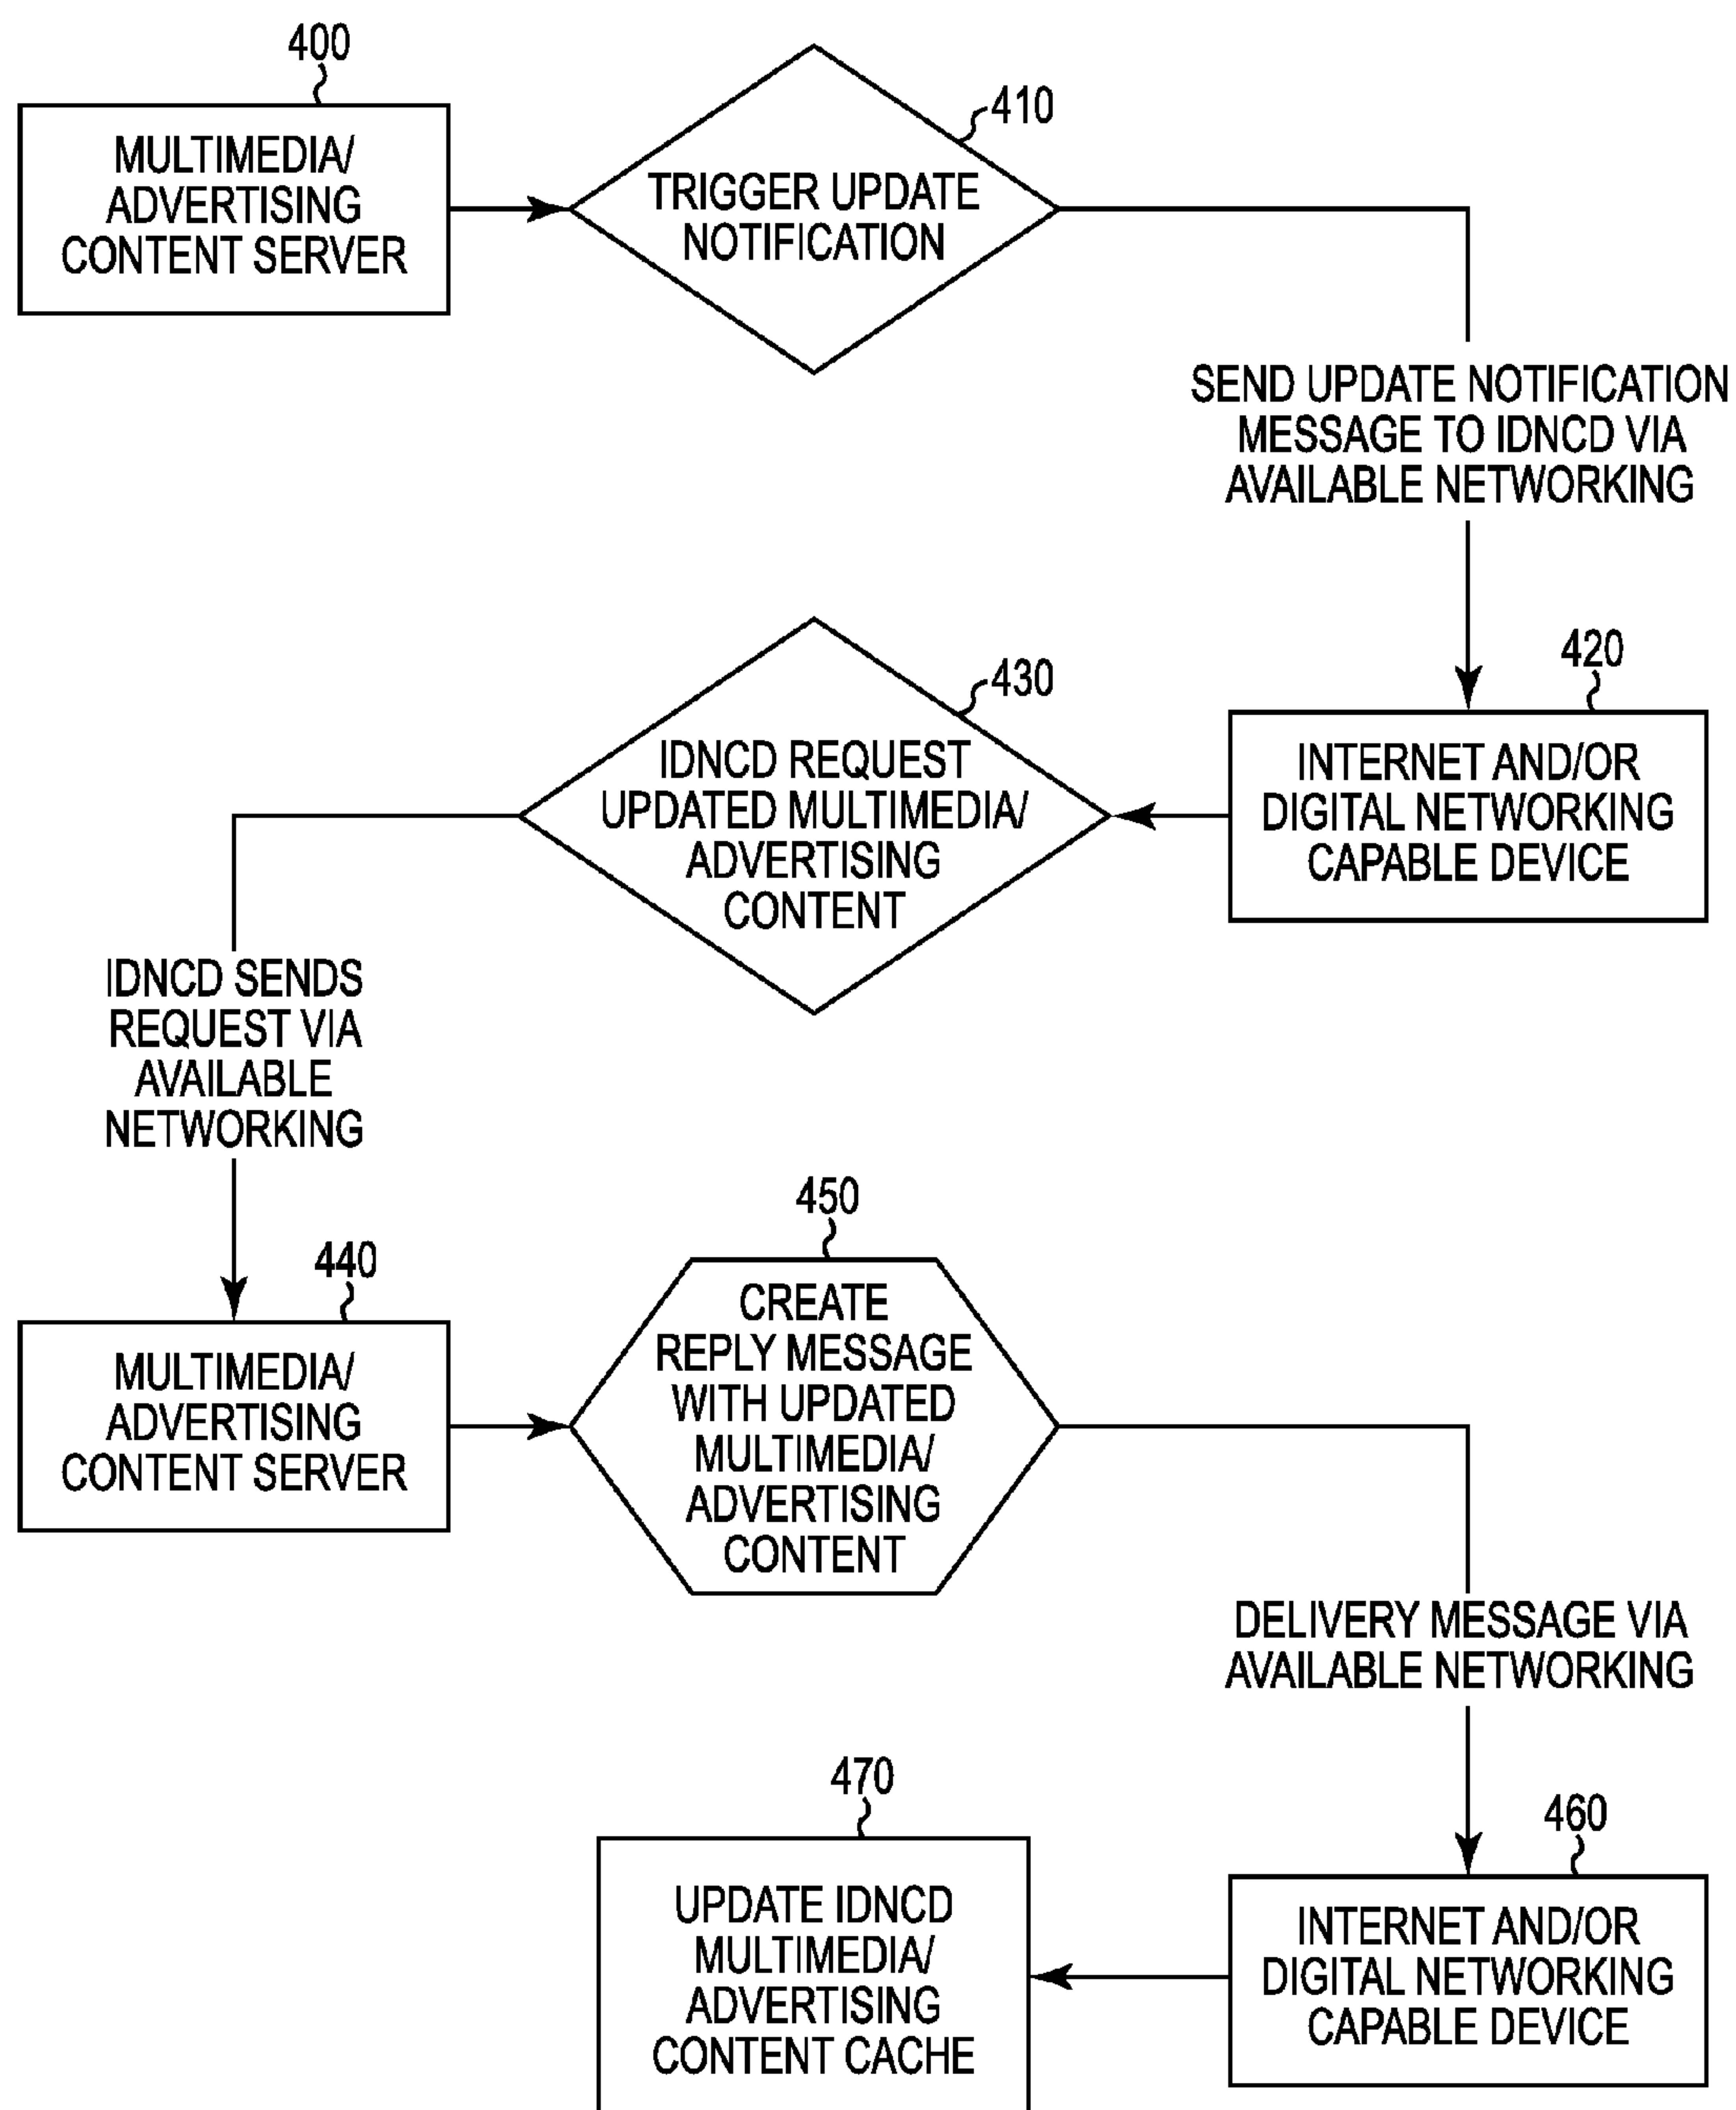 400
MULTIMEDIA/
ADVERTISING
CONTENT SERVER
410
TRIGGER UPDATE
NOTIFICATION
SEND UPDATE NOTIFICATION
MESSAGE TO IDNCD VIA
AVAILABLE NETWORKING
420
INTERNET AND/OR
DIGITAL NETWORKING
CAPABLE DEVICE
430
IDNCD REQUEST
UPDATED MULTIMEDIA/
ADVERTISING
CONTENT
IDNCD SENDS
REQUEST VIA
AVAILABLE
NETWORKING
440
MULTIMEDIA/
ADVERTISING
CONTENT SERVER
450
CREATE
REPLY MESSAGE
WITH UPDATED
MULTIMEDIA/
ADVERTISING
CONTENT
DELIVERY MESSAGE VIA
AVAILABLE NETWORKING
460
INTERNET AND/OR
DIGITAL NETWORKING
CAPABLE DEVICE
470
UPDATE IDNCD
MULTIMEDIA/
ADVERTISING
CONTENT CACHE